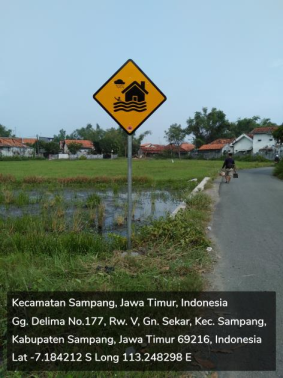 Kecamatan Sampang, Jawa Timur, Indonesia
Gg. Delima No.177, Rw. V, Gn. Sekar, Kec. Sampang,
Kabupaten Sampang, Jawa Timur 69216, Indonesia
Lat -7.184212 S Long 113.248298 E